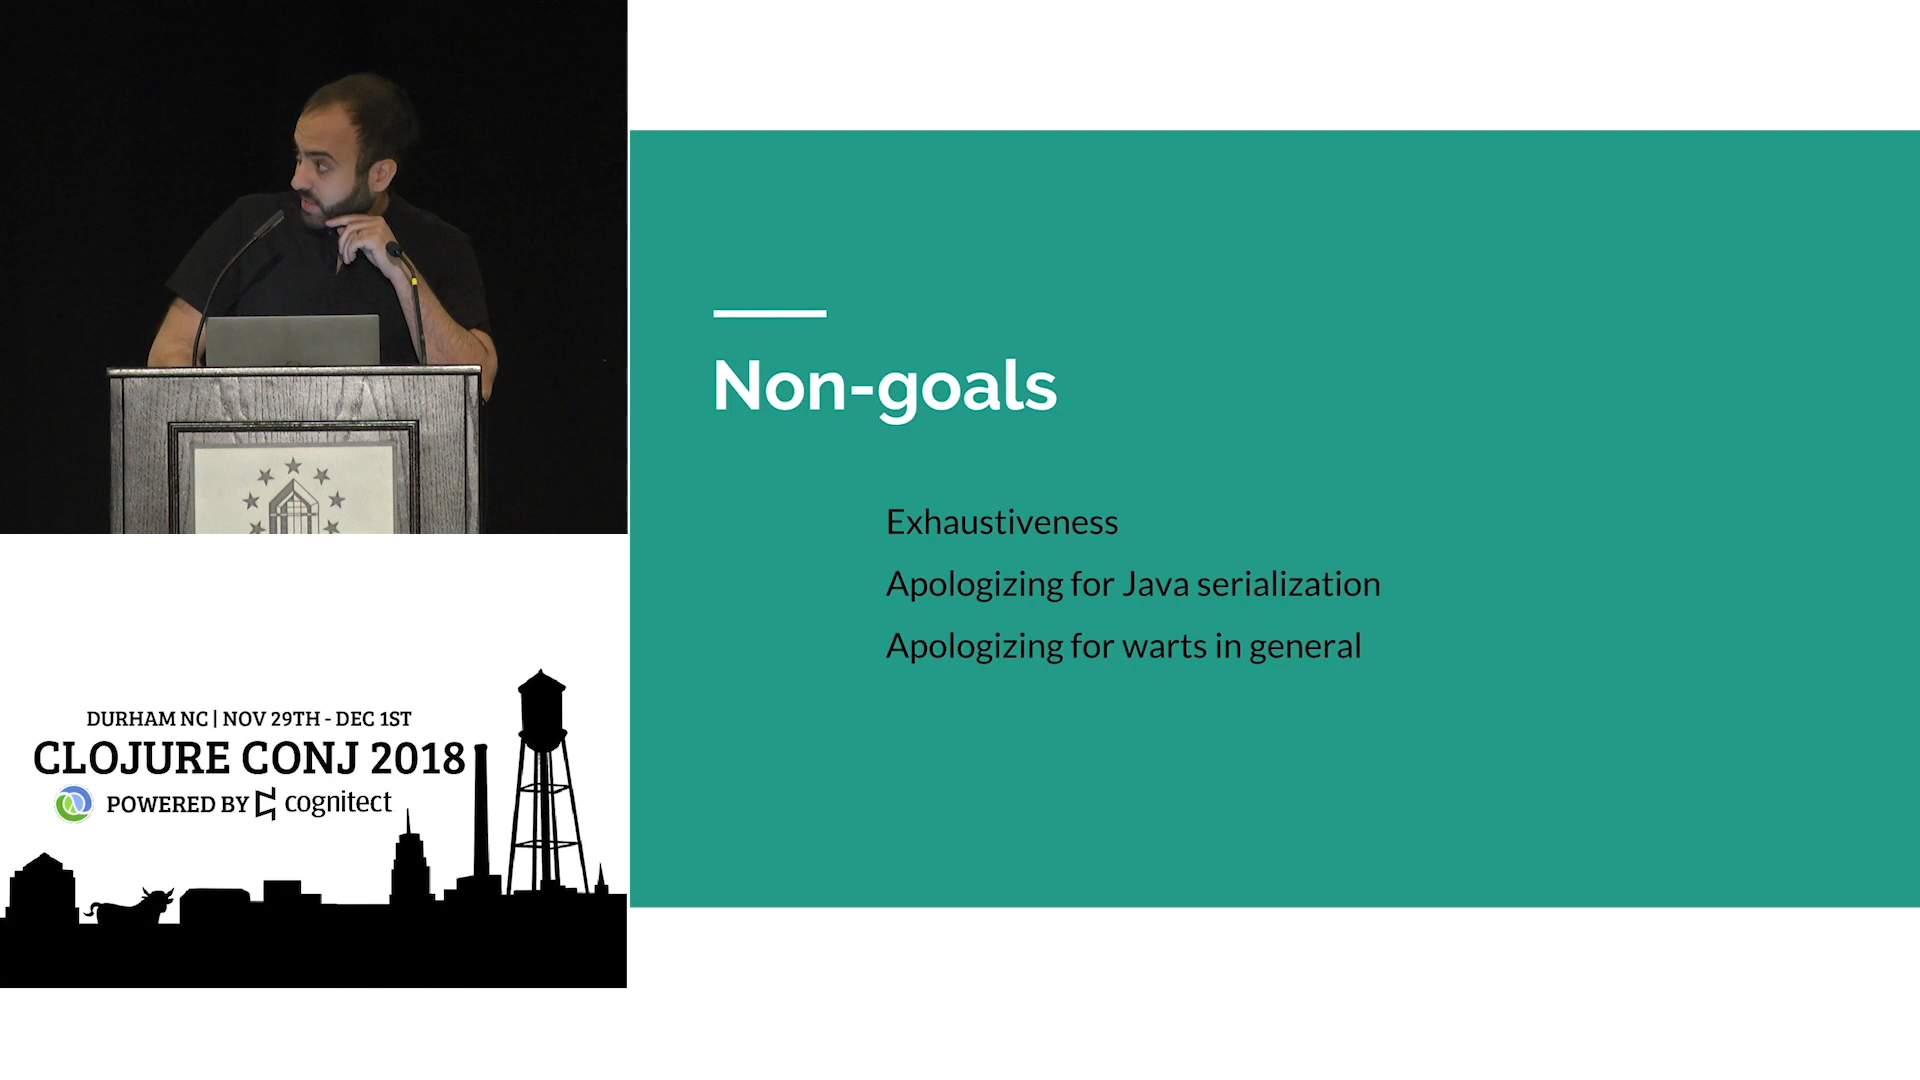 Non-goals
Exhaustiveness
Apologizing for Java serialization
Apologizing for warts in general
DURHAM NC | NOV 29TH - DEC 1ST
CLOJURE CONJ 2018
POWERED BY cognitect